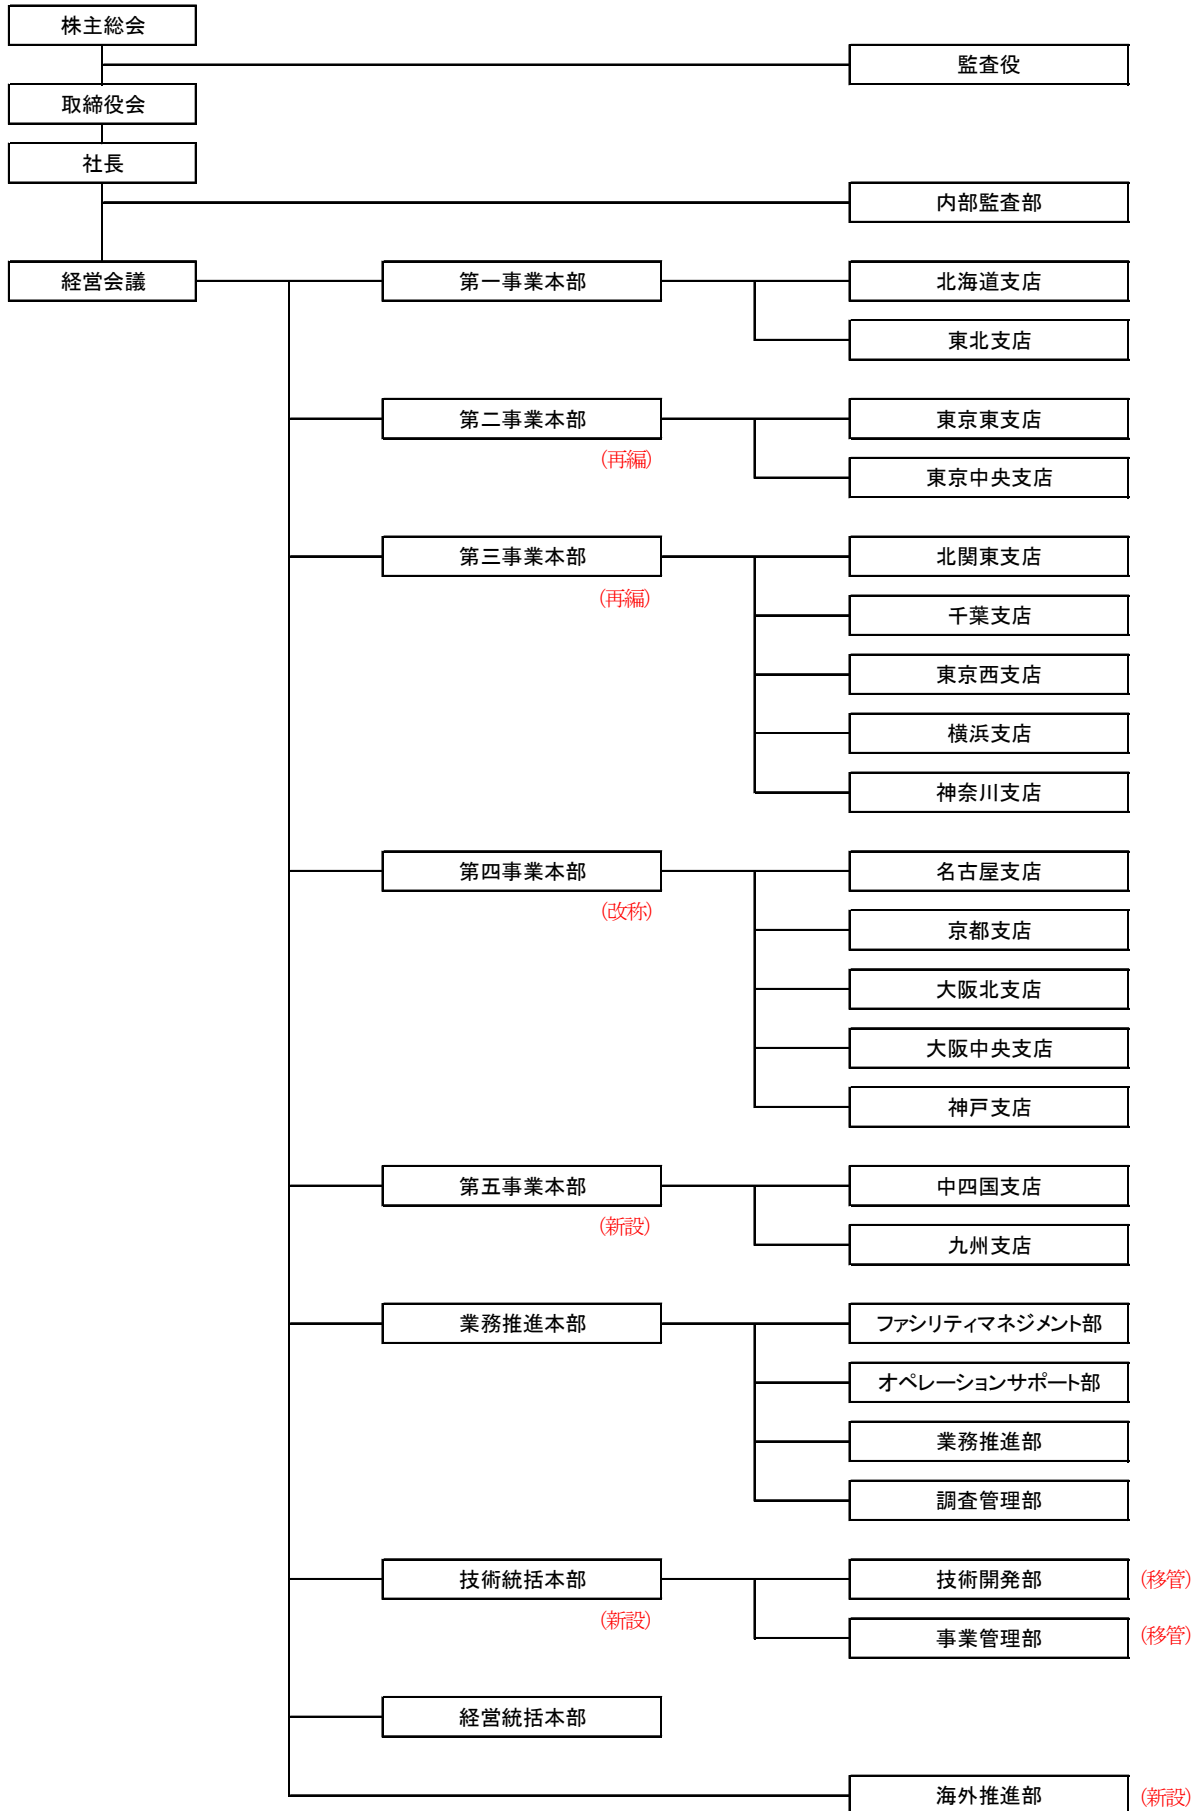 株主総会
監査役
取締役会
社長
内部監査部
経営会議
第一事業本部
北海道支店
東北支店
第二事業本部
東京東支店
(再編)
東京中央支店
第三事業本部
北関東支店
(再編)
千葉支店
東京西支店
横浜支店
神奈川支店
第四事業本部
名古屋支店
(改称)
京都支店
大阪北支店
大阪中央支店
神戸支店
第五事業本部
中四国支店
(新設)
九州支店
業務推進本部
ファシリティマネジメント部
オペレーションサポート部
業務推進部
調査管理部
技術統括本部
技術開発部
(移管)
(新設)
事業管理部
(移管)
経営統括本部
海外推進部
(新設)